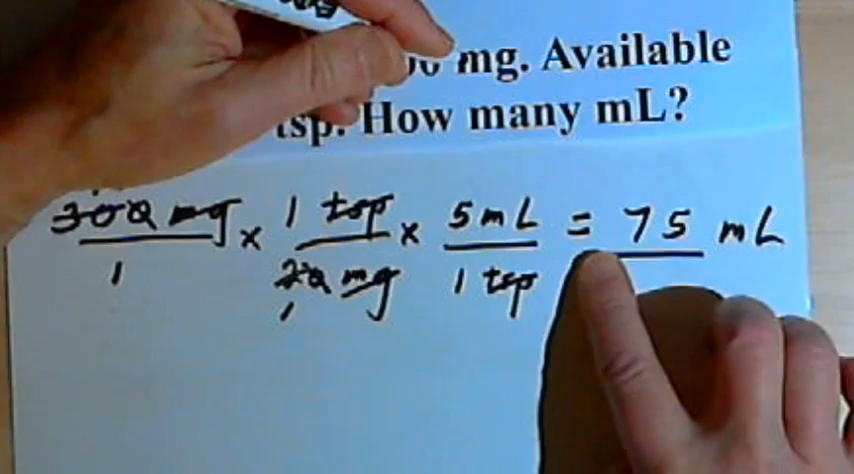 mg. Available
tsp. How many mL?
300 mg x 1 tsp x 5 mL = 75 mL
1 20 mg 1 tsp
1